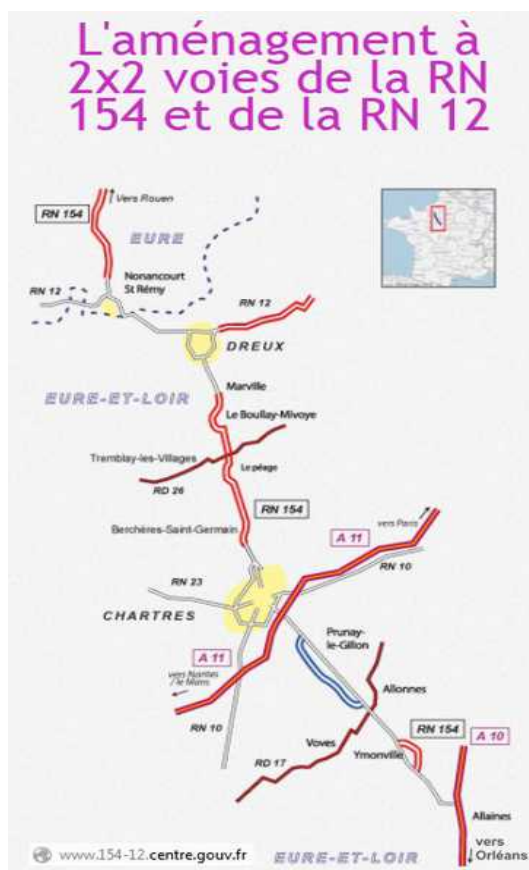 L'aménagement à
2x2 voies de la RN
154 et de la RN 12
Vers Rouen
RN 154
EURE
Nonancourt
St Rémy
RN 12
RN 12
DREUX
Marville
EURE-ET-LOIR
Le Boullay-Mivoye
Tremblay-les-Villages
Le péage
RD 26
RN 154
Berchères-Saint-Germain
vers Paris
A 11
RN 10
RN 23
CHARTRES
Prunay-
le-Gillon
A 11
vers Nantes
/le Mans
Allonnes
RN 10
RN 154
A 10
Voves
Ymonville
RD 17
Allaines
vers
Orléans
www.154-12.centre.gouv.fr
EURE-ET-LOIR